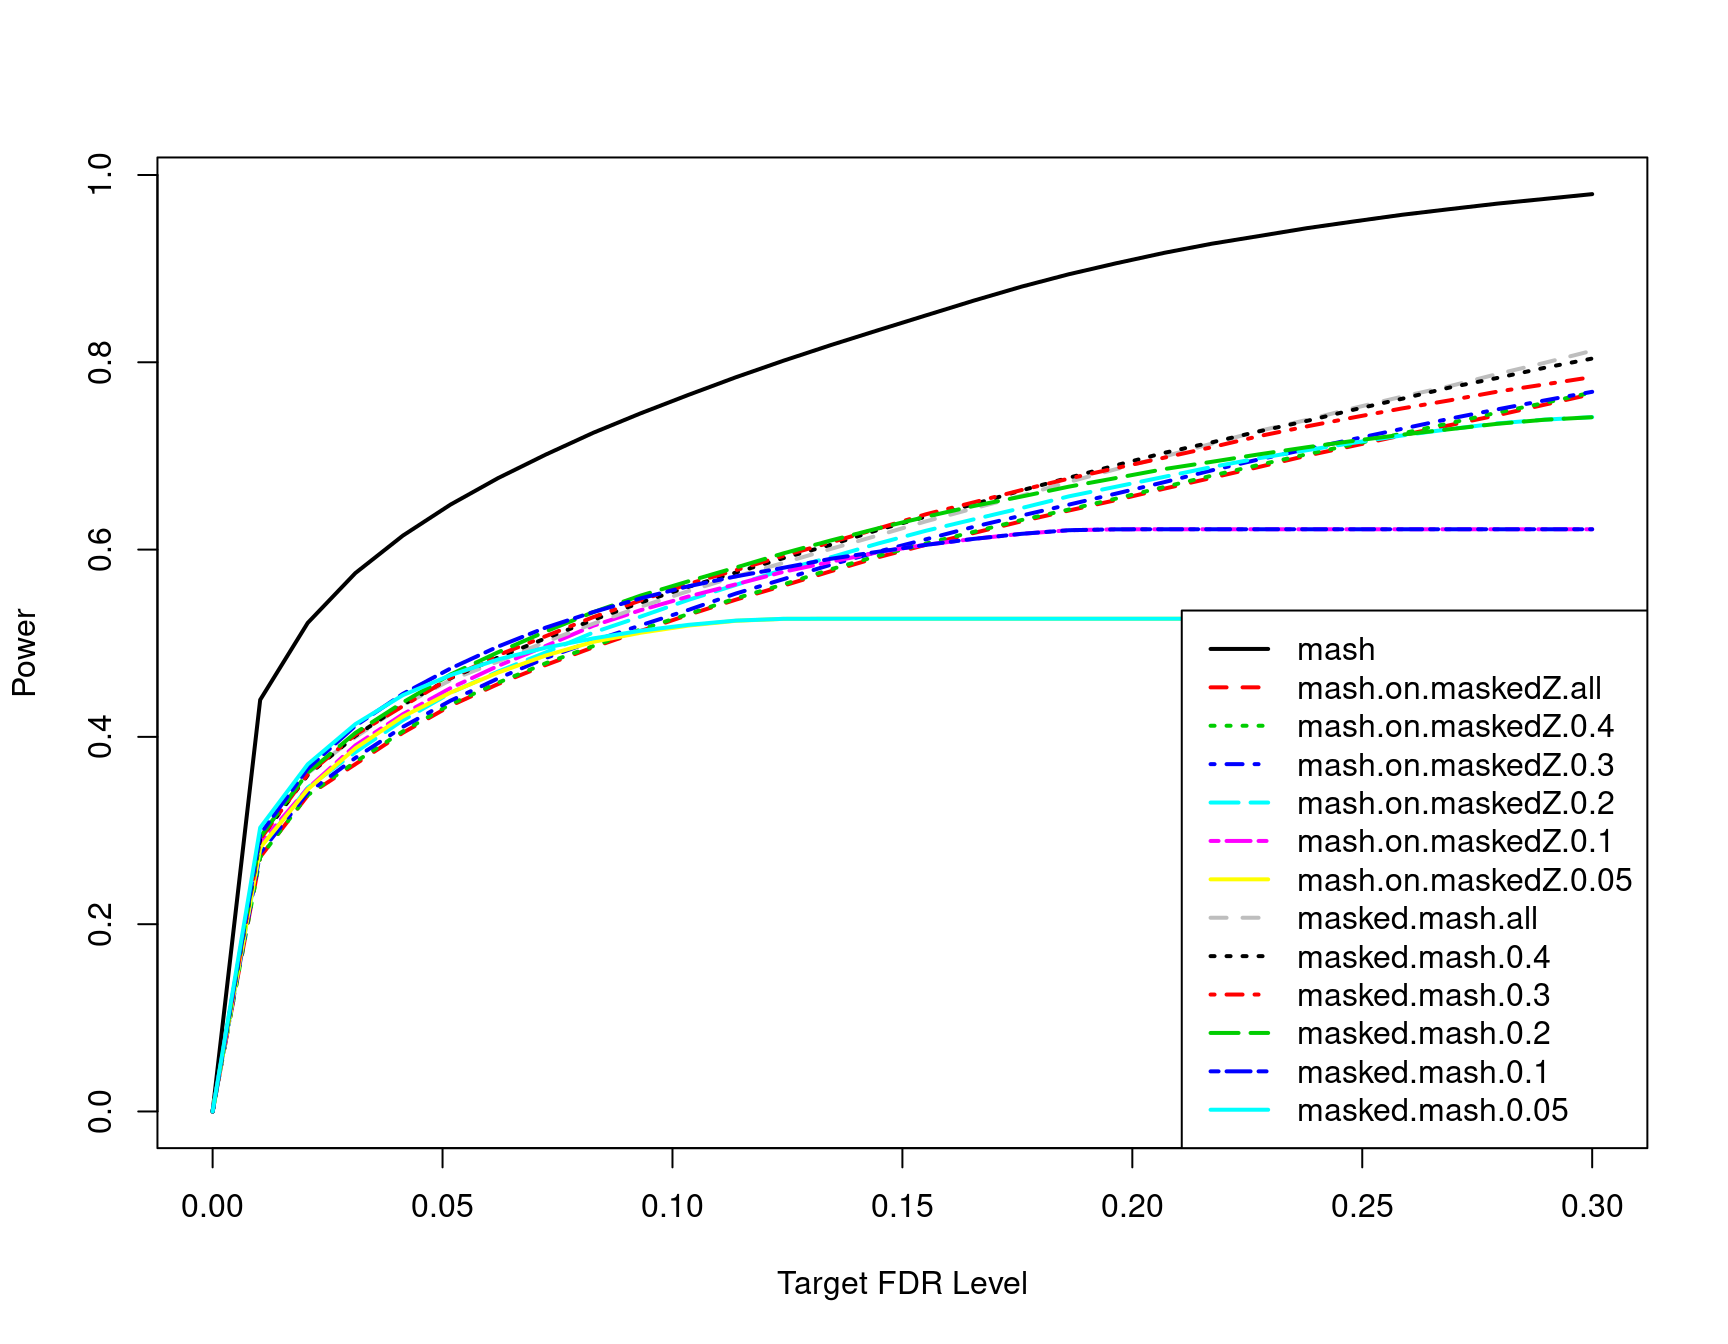 1.0
0.8
0.6
0.4
0.2
0.0
Power
mash
mash.on.maskedZ.all
mash.on.maskedZ.0.4
mash.on.maskedZ.0.3
mash.on.maskedZ.0.2
mash.on.maskedZ.0.1
mash.on.maskedZ.0.05
masked.mash.all
masked.mash.0.4
masked.mash.0.3
masked.mash.0.2
masked.mash.0.1
masked.mash.0.05
0.00 0.05 0.10 0.15 0.20 0.25 0.30
Target FDR Level